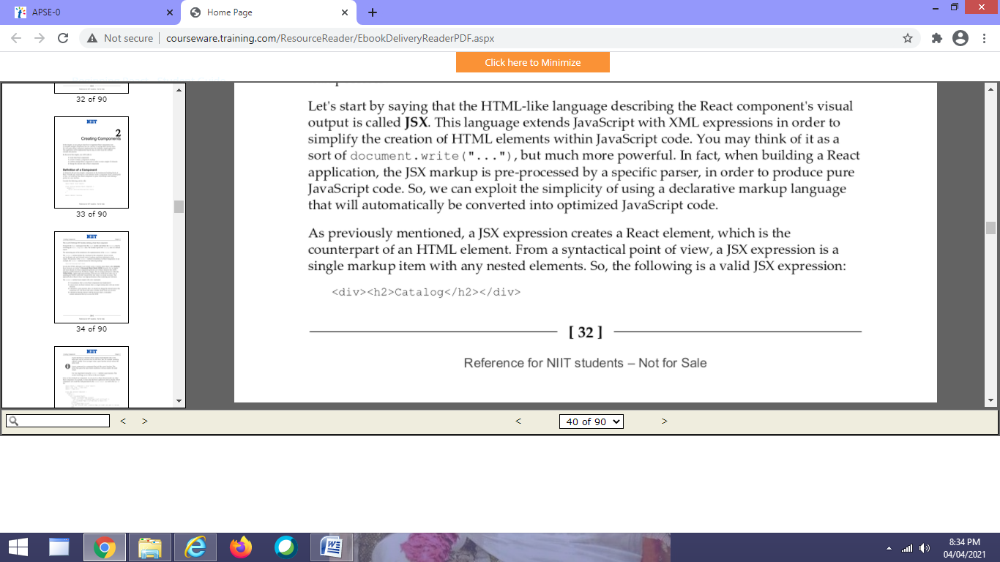 APSE-0
Home Page
Not secure
courseware.training.com/ResourceReader/EbookDeliveryReaderPDF.aspx
Click here to Minimize
32 of 90
NIIT
2
Creating Components
Definition of a Component
33 of 90
NIIT
34 of 90
NIIT
Let's start by saying that the HTML-like language describing the React component's visual
output is called JSX. This language extends JavaScript with XML expressions in order to
simplify the creation of HTML elements within JavaScript code. You may think of it as a
sort of document.write("..."), but much more powerful. In fact, when building a React
application, the JSX markup is pre-processed by a specific parser, in order to produce pure
JavaScript code. So, we can exploit the simplicity of using a declarative markup language
that will automatically be converted into optimized JavaScript code.
As previously mentioned, a JSX expression creates a React element, which is the
counterpart of an HTML element. From a syntactical point of view, a JSX expression is a
single markup item with any nested elements. So, the following is a valid JSX expression:
<div><h2>Catalog</h2></div>
[ 32 ]
Reference for NIIT students – Not for Sale
< >
< 40 of 90 >
8:34 PM
04/04/2021